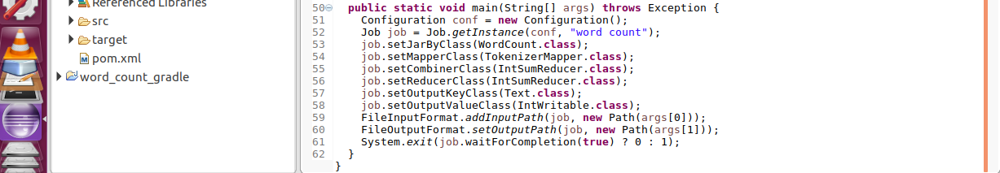 Referenced Libraries
src
target
pom.xml
word_count_gradle
50 public static void main(String[] args) throws Exception {
51 Configuration conf = new Configuration();
52 Job job = Job.getInstance(conf, "word count");
53 job.setJarByClass(WordCount.class);
54 job.setMapperClass(TokenizerMapper.class);
55 job.setCombinerClass(IntSumReducer.class);
56 job.setReducerClass(IntSumReducer.class);
57 job.setOutputKeyClass(Text.class);
58 job.setOutputValueClass(IntWritable.class);
59 FileInputFormat.addInputPath(job, new Path(args[0]));
60 FileOutputFormat.setOutputPath(job, new Path(args[1]));
61 System.exit(job.waitForCompletion(true) ? 0 : 1);
62 }
}